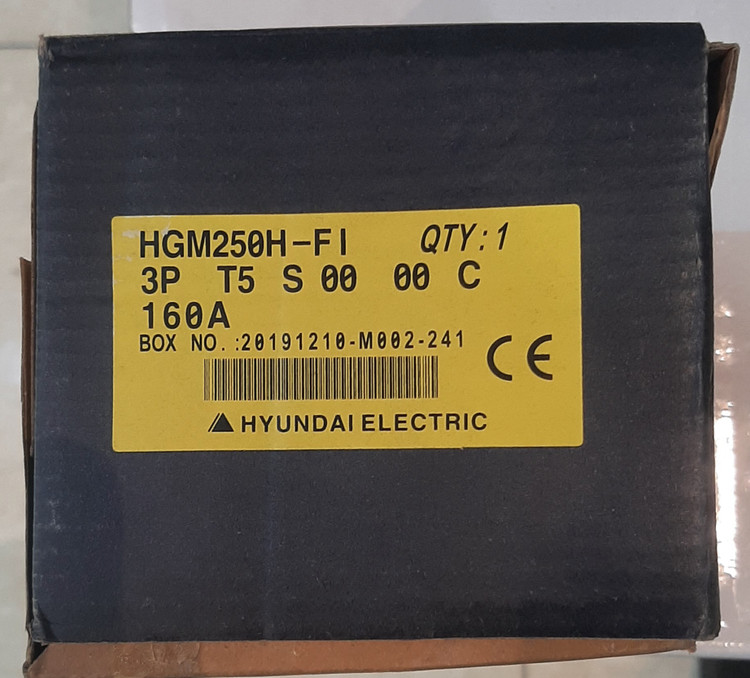 HGM250H-FI QTY:1
3P T5 S 00 00 C
160A
BOX NO.:20191210-M002-241
CE
HYUNDAI ELECTRIC